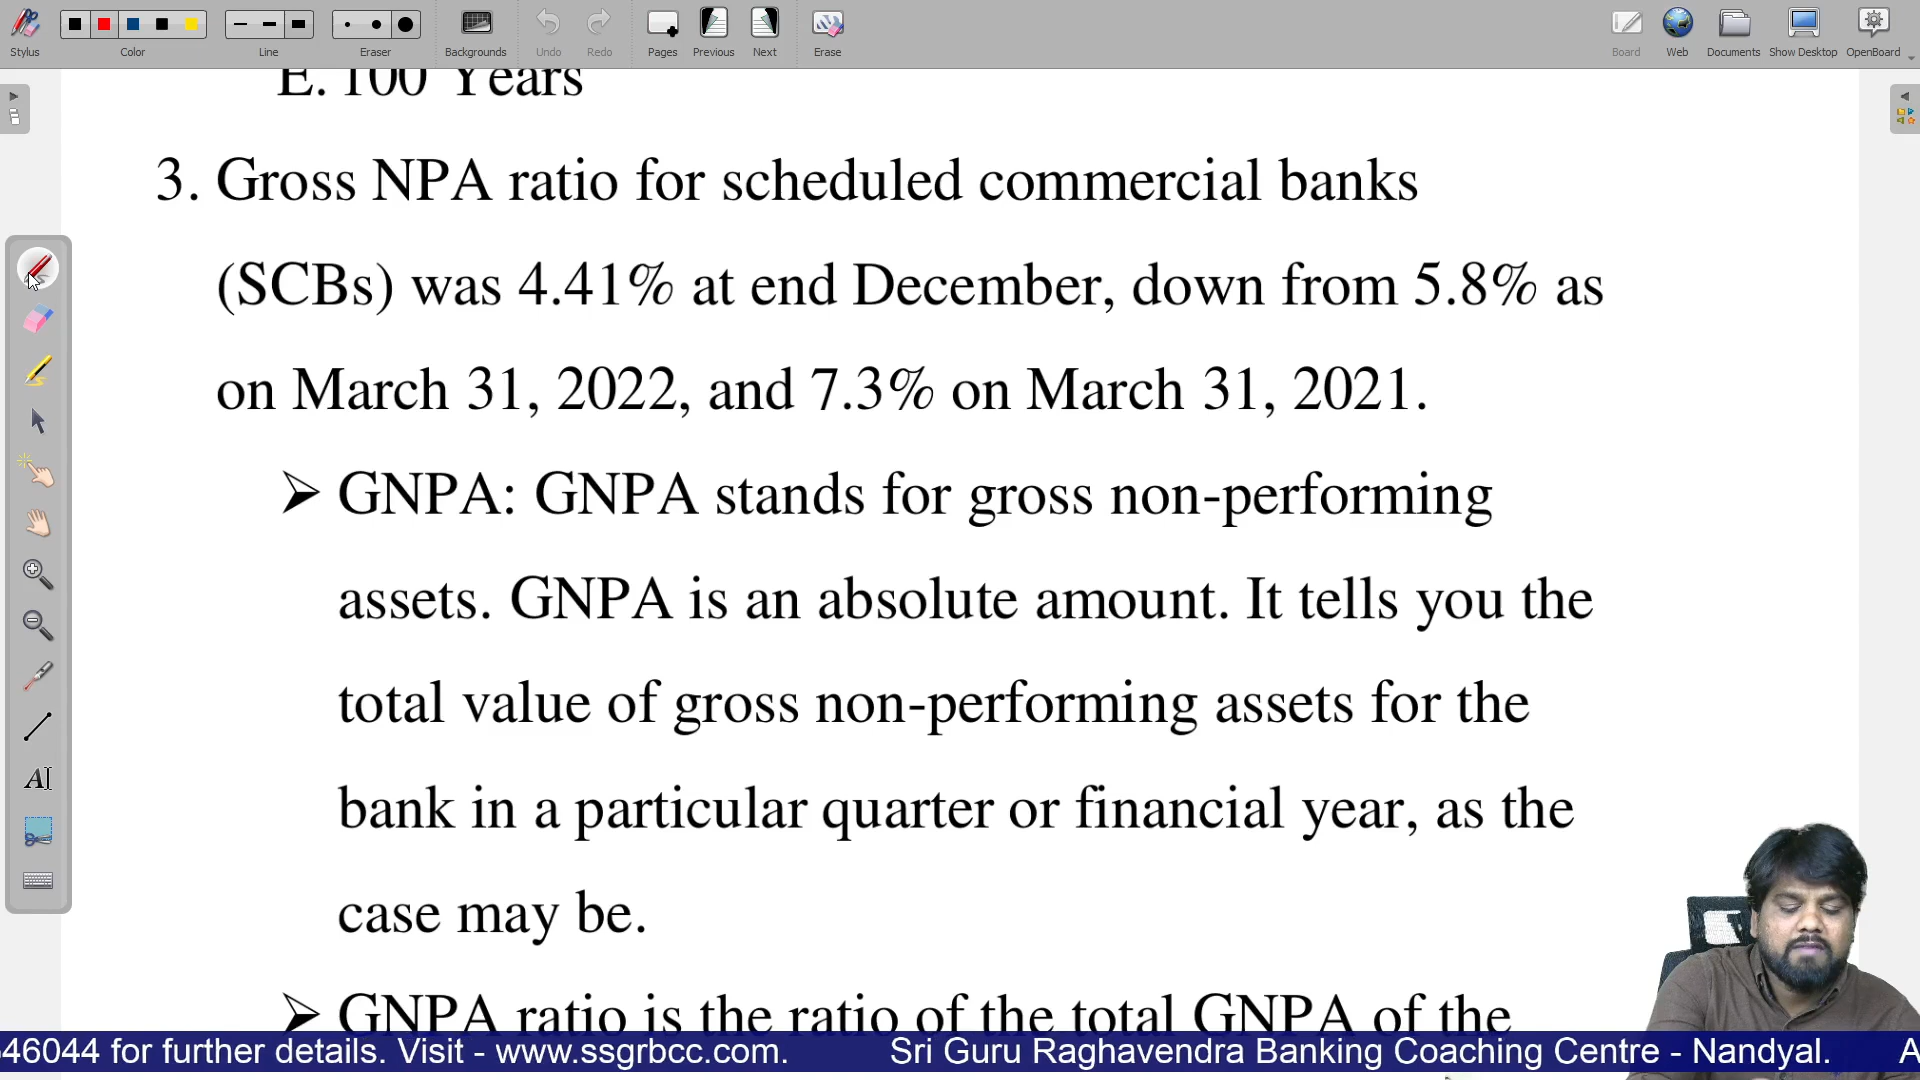 Stylus
Color
Line
Eraser
Backgrounds
Undo
Redo
Pages
Previous
Next
Erase
Board
Web
Documents
Show Desktop
OpenBoard
E. 100 Years
3. Gross NPA ratio for scheduled commercial banks
(SCBs) was 4.41% at end December, down from 5.8% as
on March 31, 2022, and 7.3% on March 31, 2021.
➢ GNPA: GNPA stands for gross non-performing
assets. GNPA is an absolute amount. It tells you the
total value of gross non-performing assets for the
bank in a particular quarter or financial year, as the
case may be.
➢ GNPA ratio is the ratio of the total GNPA of the
46044 for further details. Visit - www.ssgrbcc.com. Sri Guru Raghavendra Banking Coaching Centre - Nandyal. A